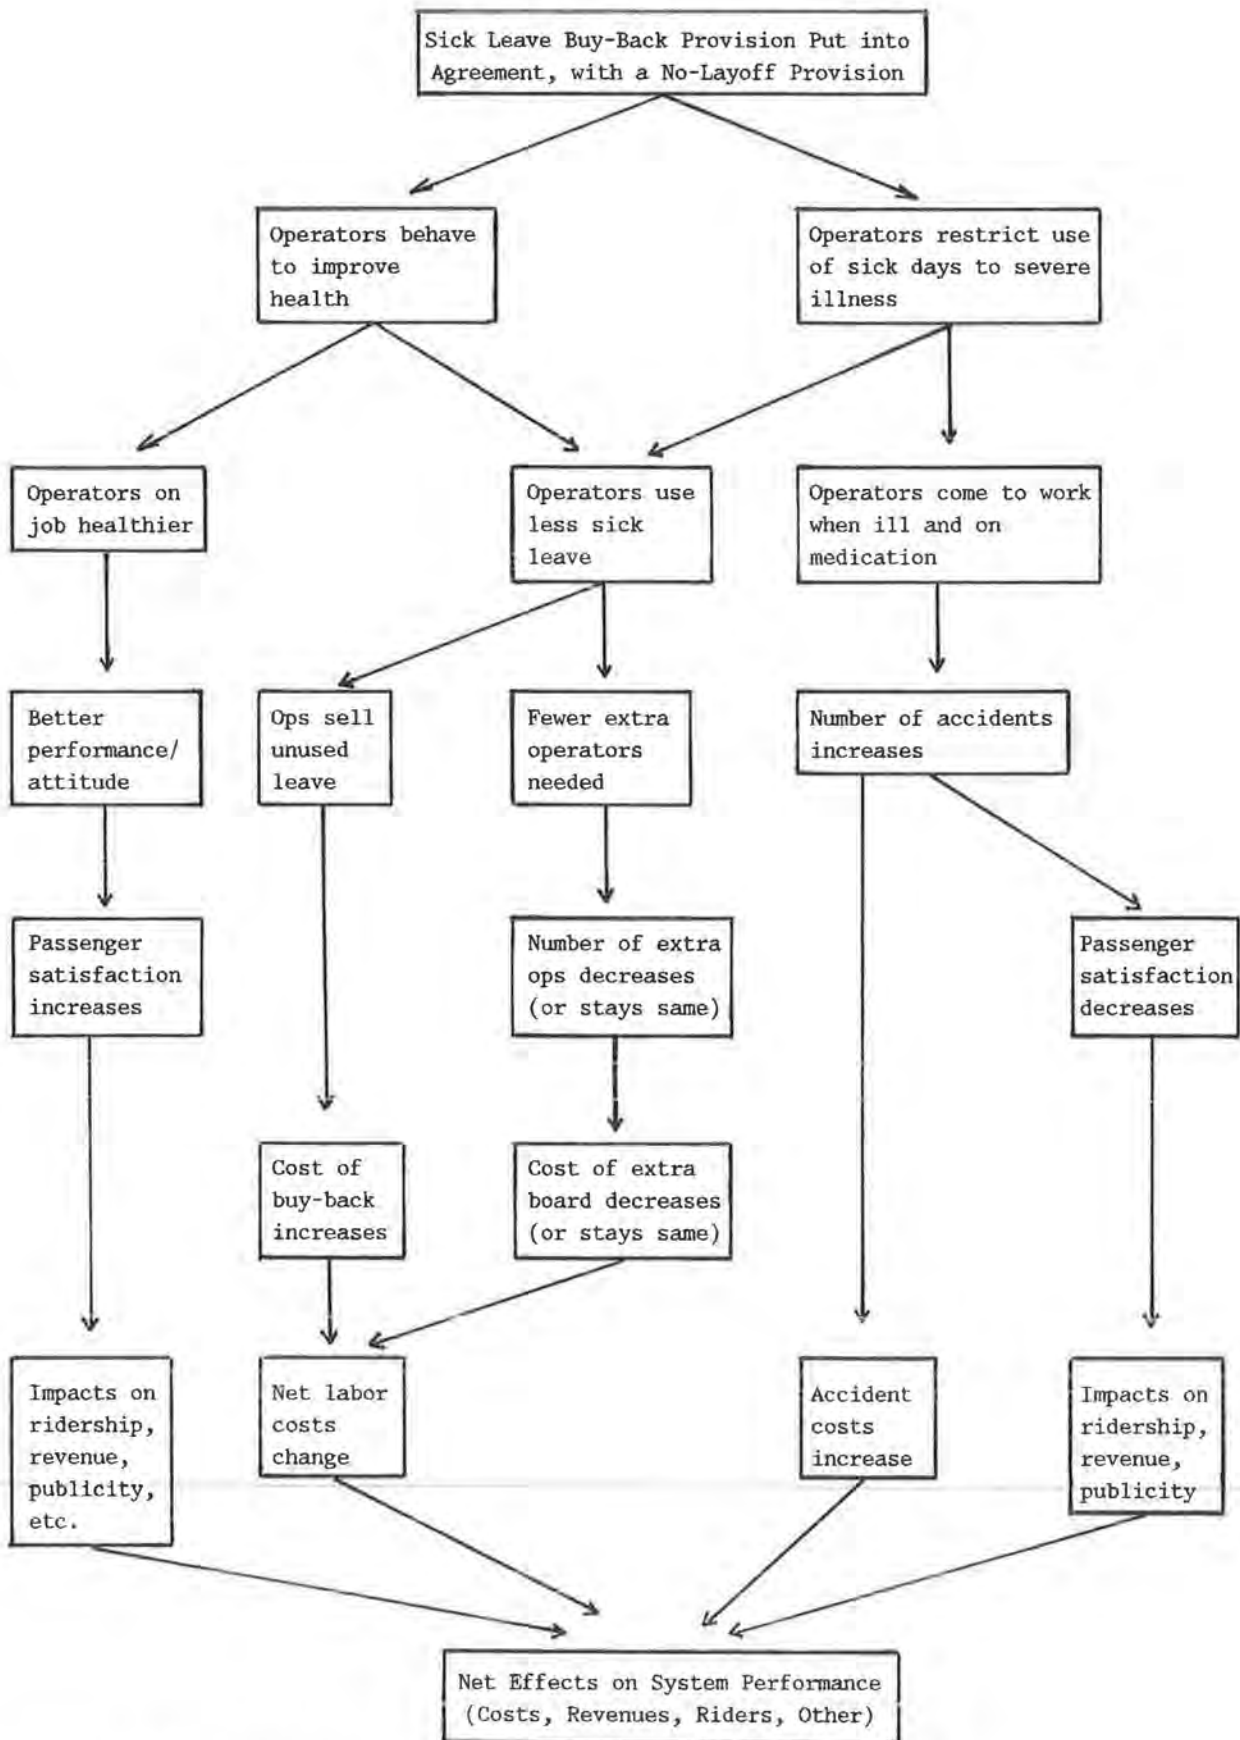 Sick Leave Buy-Back Provision Put into
Agreement, with a No-Layoff Provision
Operators behave
to improve
health
Operators restrict use
of sick days to severe
illness
Operators on
job healthier
Operators use
less sick
leave
Operators come to work
when ill and on
medication
Better
performance/
attitude
Ops sell
unused
leave
Fewer extra
operators
needed
Number of accidents
increases
Passenger
satisfaction
increases
Number of extra
ops decreases
(or stays same)
Passenger
satisfaction
decreases
Cost of
buy-back
increases
Cost of extra
board decreases
(or stays same)
Impacts on
ridership,
revenue,
publicity,
etc.
Net labor
costs
change
Accident
costs
increase
Impacts on
ridership,
revenue,
publicity
Net Effects on System Performance
(Costs, Revenues, Riders, Other)